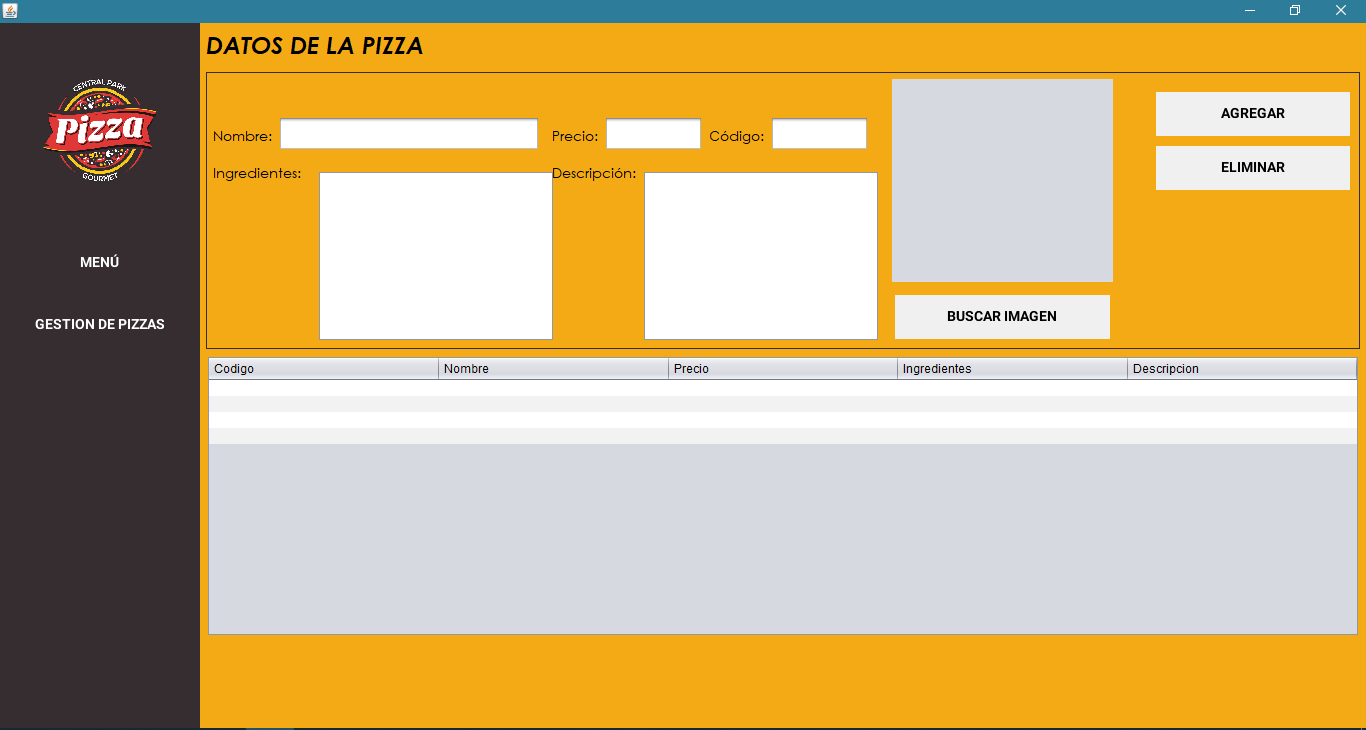 DATOS DE LA PIZZA
CENTRAL PARK
Pizza
GOURMET
MENÚ
GESTION DE PIZZAS
Nombre:
Precio:
Código:
Ingredientes:
Descripción:
BUSCAR IMAGEN
AGREGAR
ELIMINAR
Codigo Nombre Precio Ingredientes Descripcion